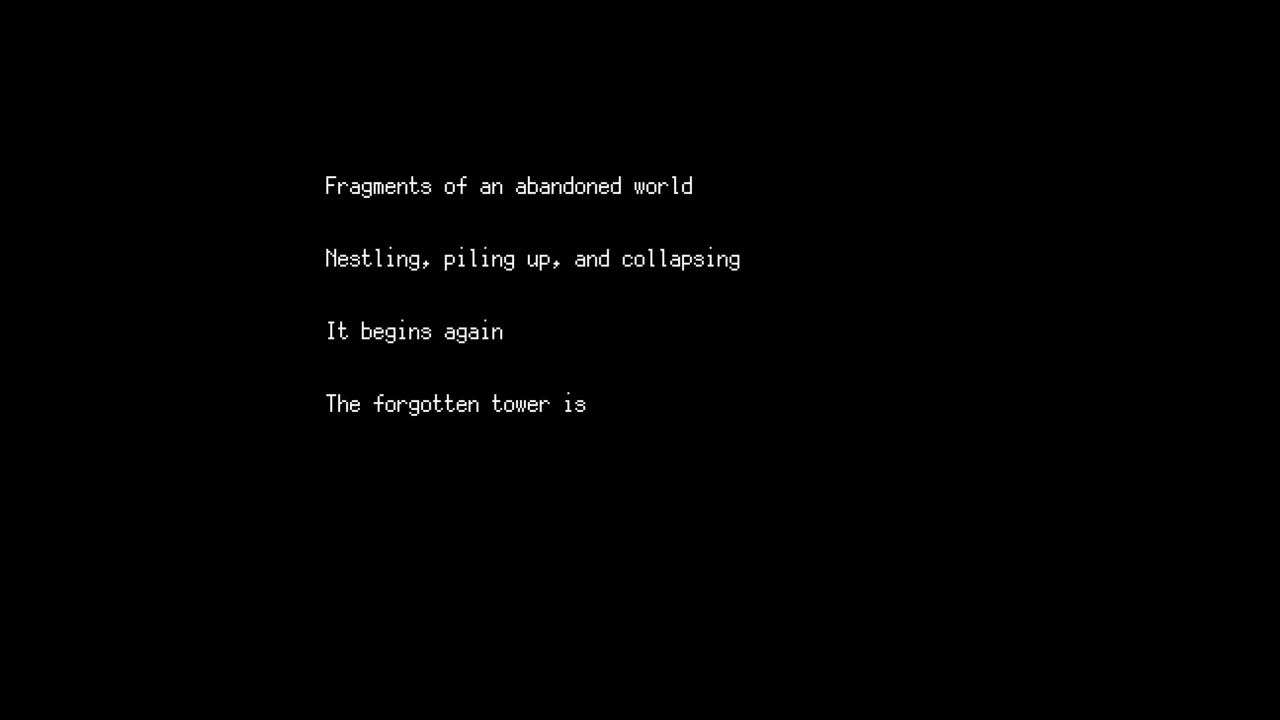 Fragments of an abandoned world
Nestling, piling up, and collapsing
It begins again
The forgotten tower is